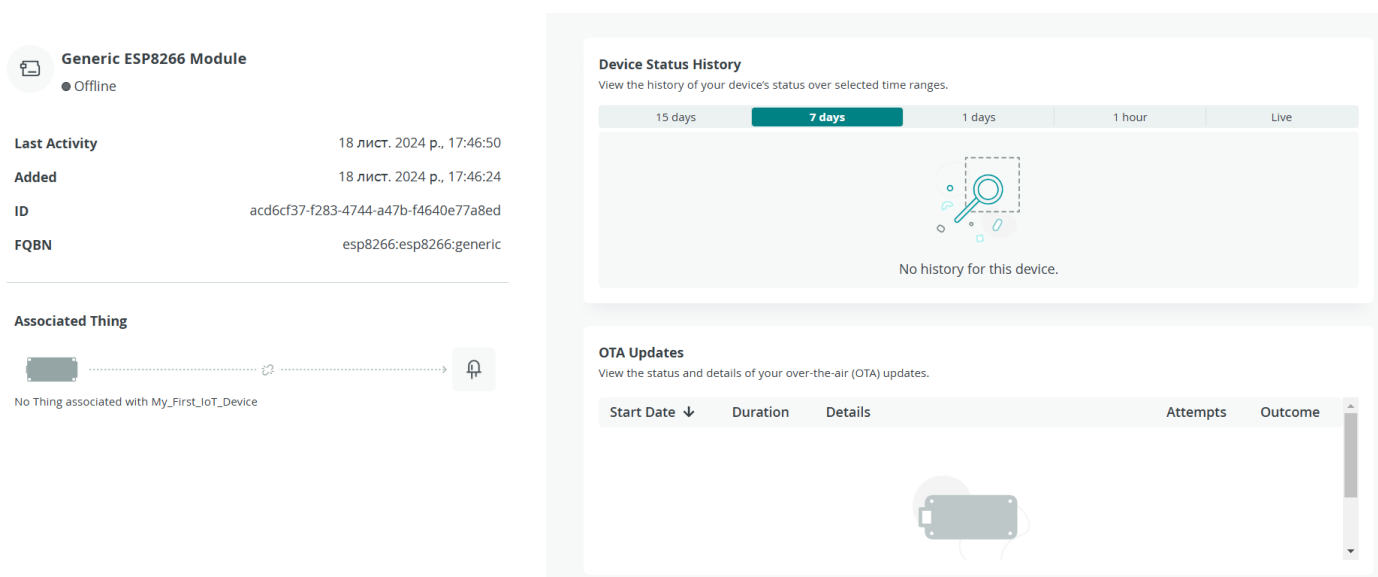 Generic ESP8266 Module
Offline
Last Activity 18 лист. 2024 р., 17:46:50
Added 18 лист. 2024 р., 17:46:24
ID acd6cf37-f283-4744-a47b-f4640e77a8ed
FQBN esp8266:esp8266:generic
Associated Thing
No Thing associated with My_First_IoT_Device
Device Status History
View the history of your device’s status over selected time ranges.
15 days 7 days 1 days 1 hour Live
No history for this device.
OTA Updates
View the status and details of your over-the-air (OTA) updates.
Start Date Duration Details Attempts Outcome